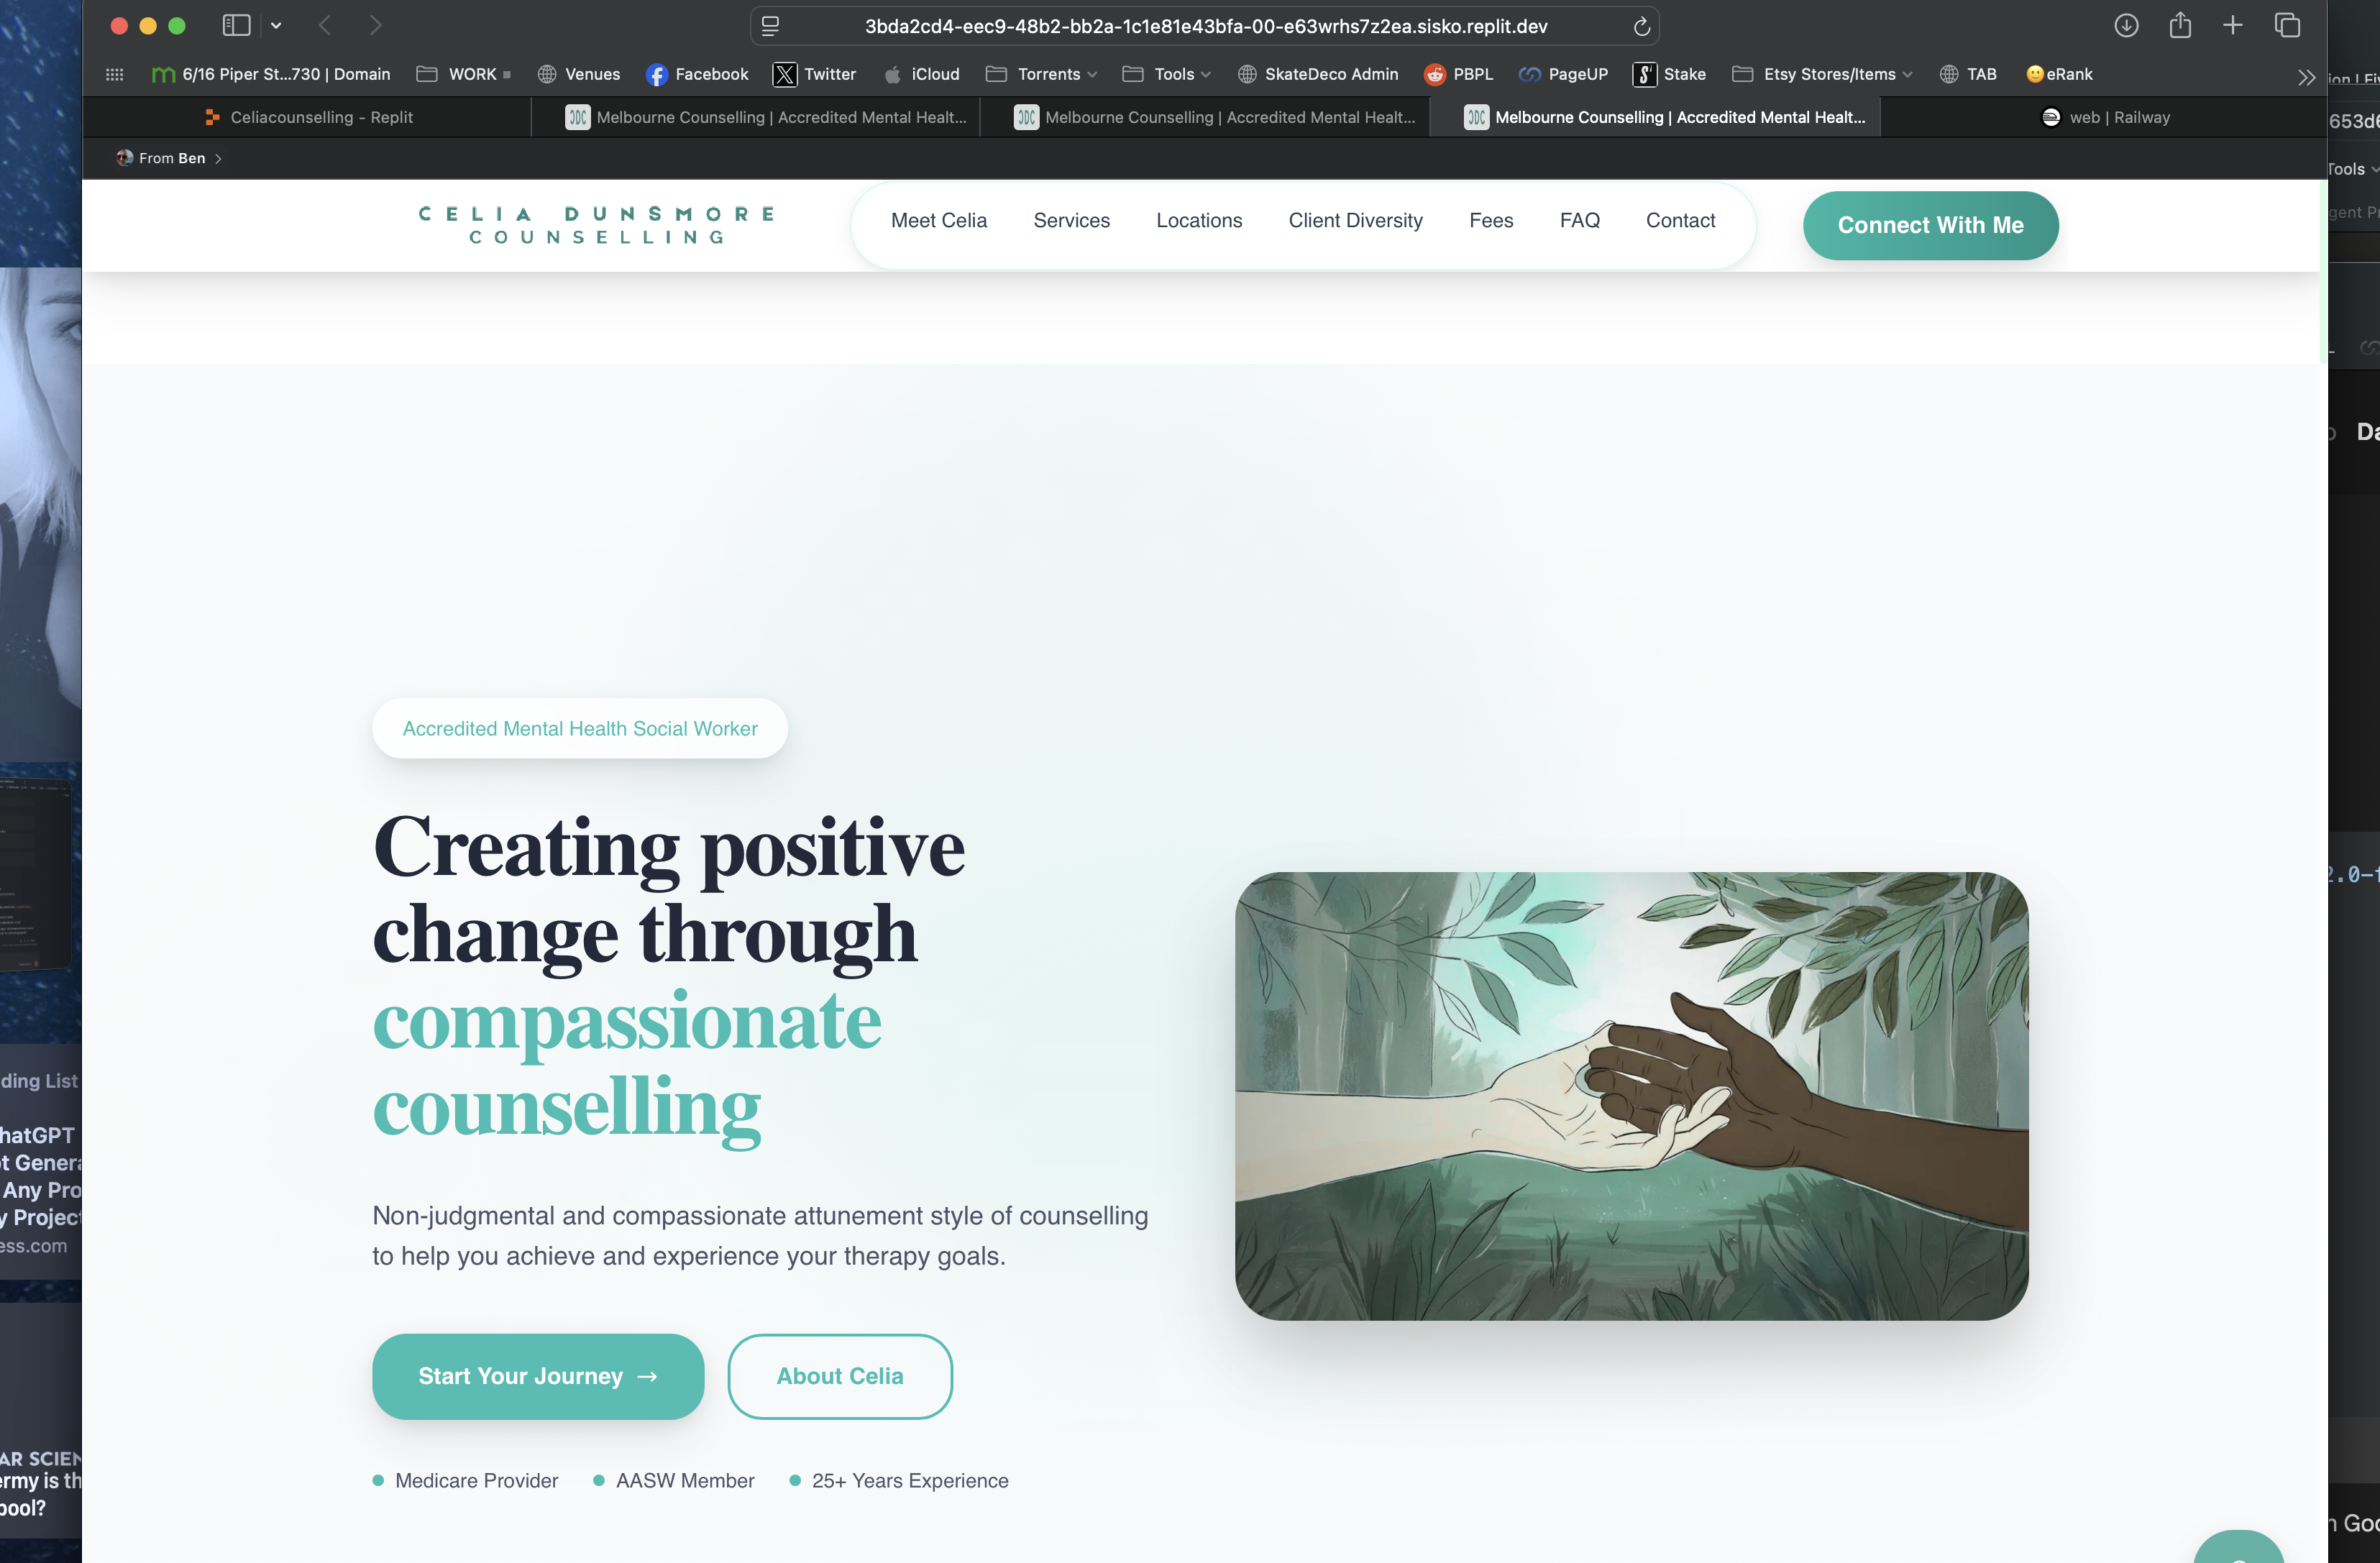 3bda2cd4-eec9-48b2-bb2a-1c1e81e43bfa-00-e63wrhs7z2ea.sisko.replit.dev
6/16 Piper St...730 | Domain WORK Venues Facebook Twitter iCloud Torrents Tools SkateDeco Admin PBPL PageUP Stake Etsy Stores/Items TAB eRank
Celiacounselling - Replit Melbourne Counselling | Accredited Mental Healt... Melbourne Counselling | Accredited Mental Healt... Melbourne Counselling | Accredited Mental Healt... web | Railway
From Ben
CELIA DUNSMORE
COUNSELLING
Meet Celia Services Locations Client Diversity Fees FAQ Contact
Connect With Me
Accredited Mental Health Social Worker
Creating positive
change through
compassionate
counselling
Non-judgmental and compassionate attunement style of counselling
to help you achieve and experience your therapy goals.
Start Your Journey → About Celia
Medicare Provider AASW Member 25+ Years Experience
ding List
hatGPT
t Genera
Any Pro
y Project
ess.com
AR SCIEN
ermy is th
pool?
653d6
Tools
gent Pr
Da
2.0-f
n Goo